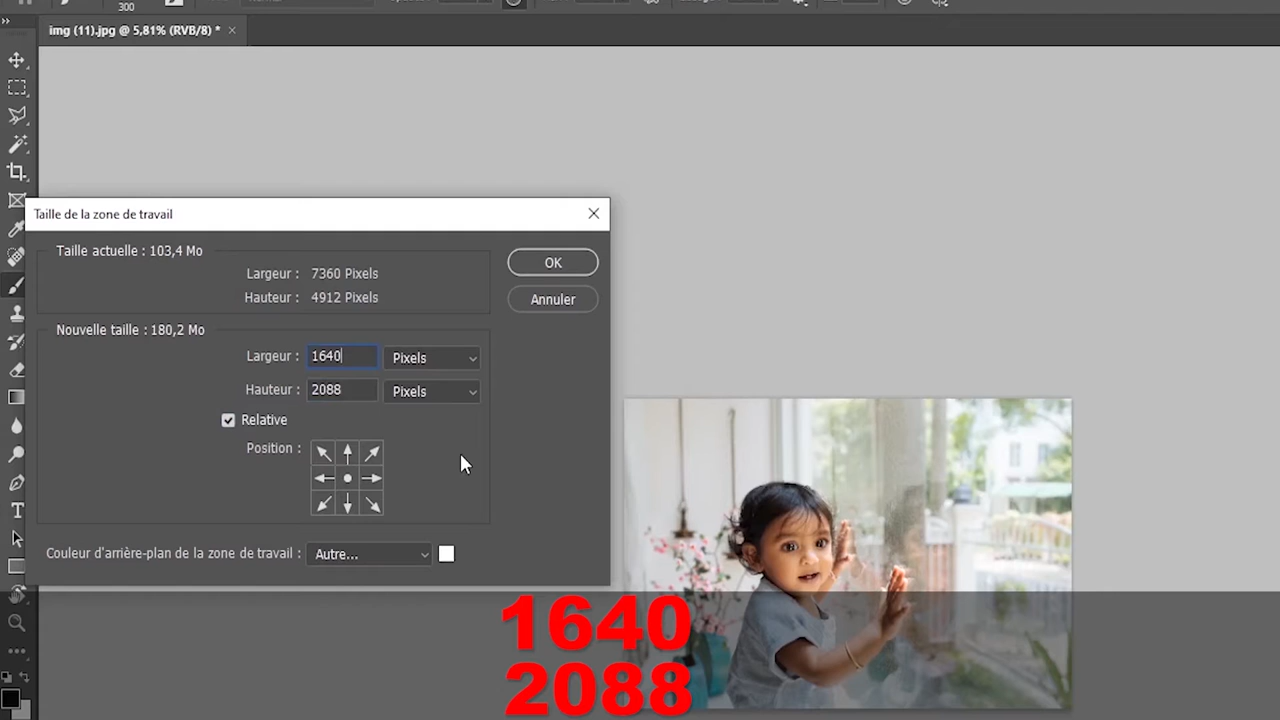 300
img (11).jpg @ 5,81% (RVB/8) * ×
Taille de la zone de travail
Taille actuelle : 103,4 Mo
Largeur : 7360 Pixels
Hauteur : 4912 Pixels
OK
Annuler
Nouvelle taille : 180,2 Mo
Largeur : 1640 Pixels
Hauteur : 2088 Pixels
Relative
Position :
Couleur d'arrière-plan de la zone de travail : Autre...
1640
2088